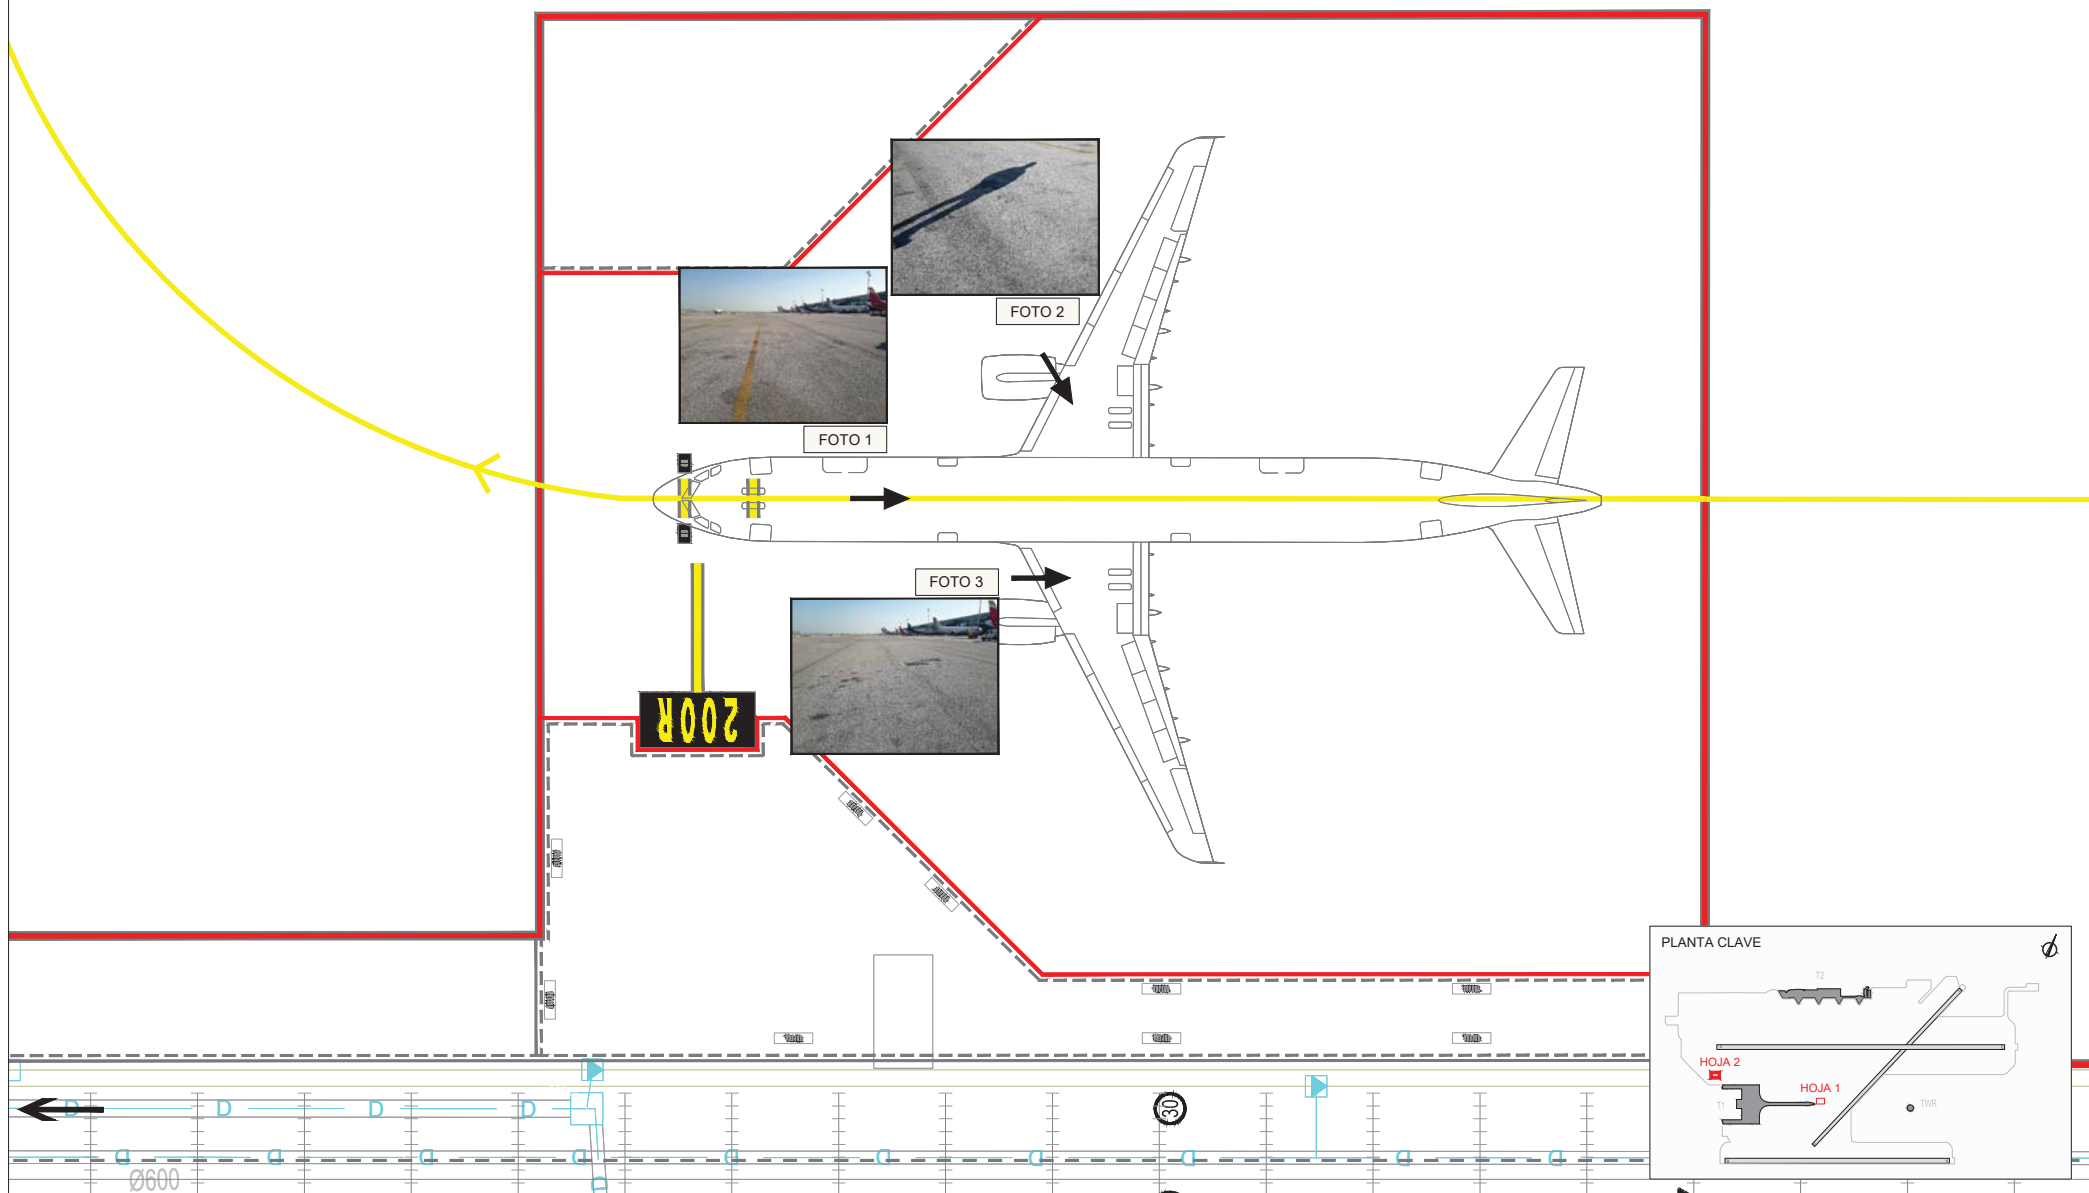 FOTO 2
FOTO 1
FOTO 3
200R
PLANTA CLAVE
T2
HOJA 2
HOJA 1
T1
TWR
30
D D D D
D D D D D D D D D D
Ø600
D